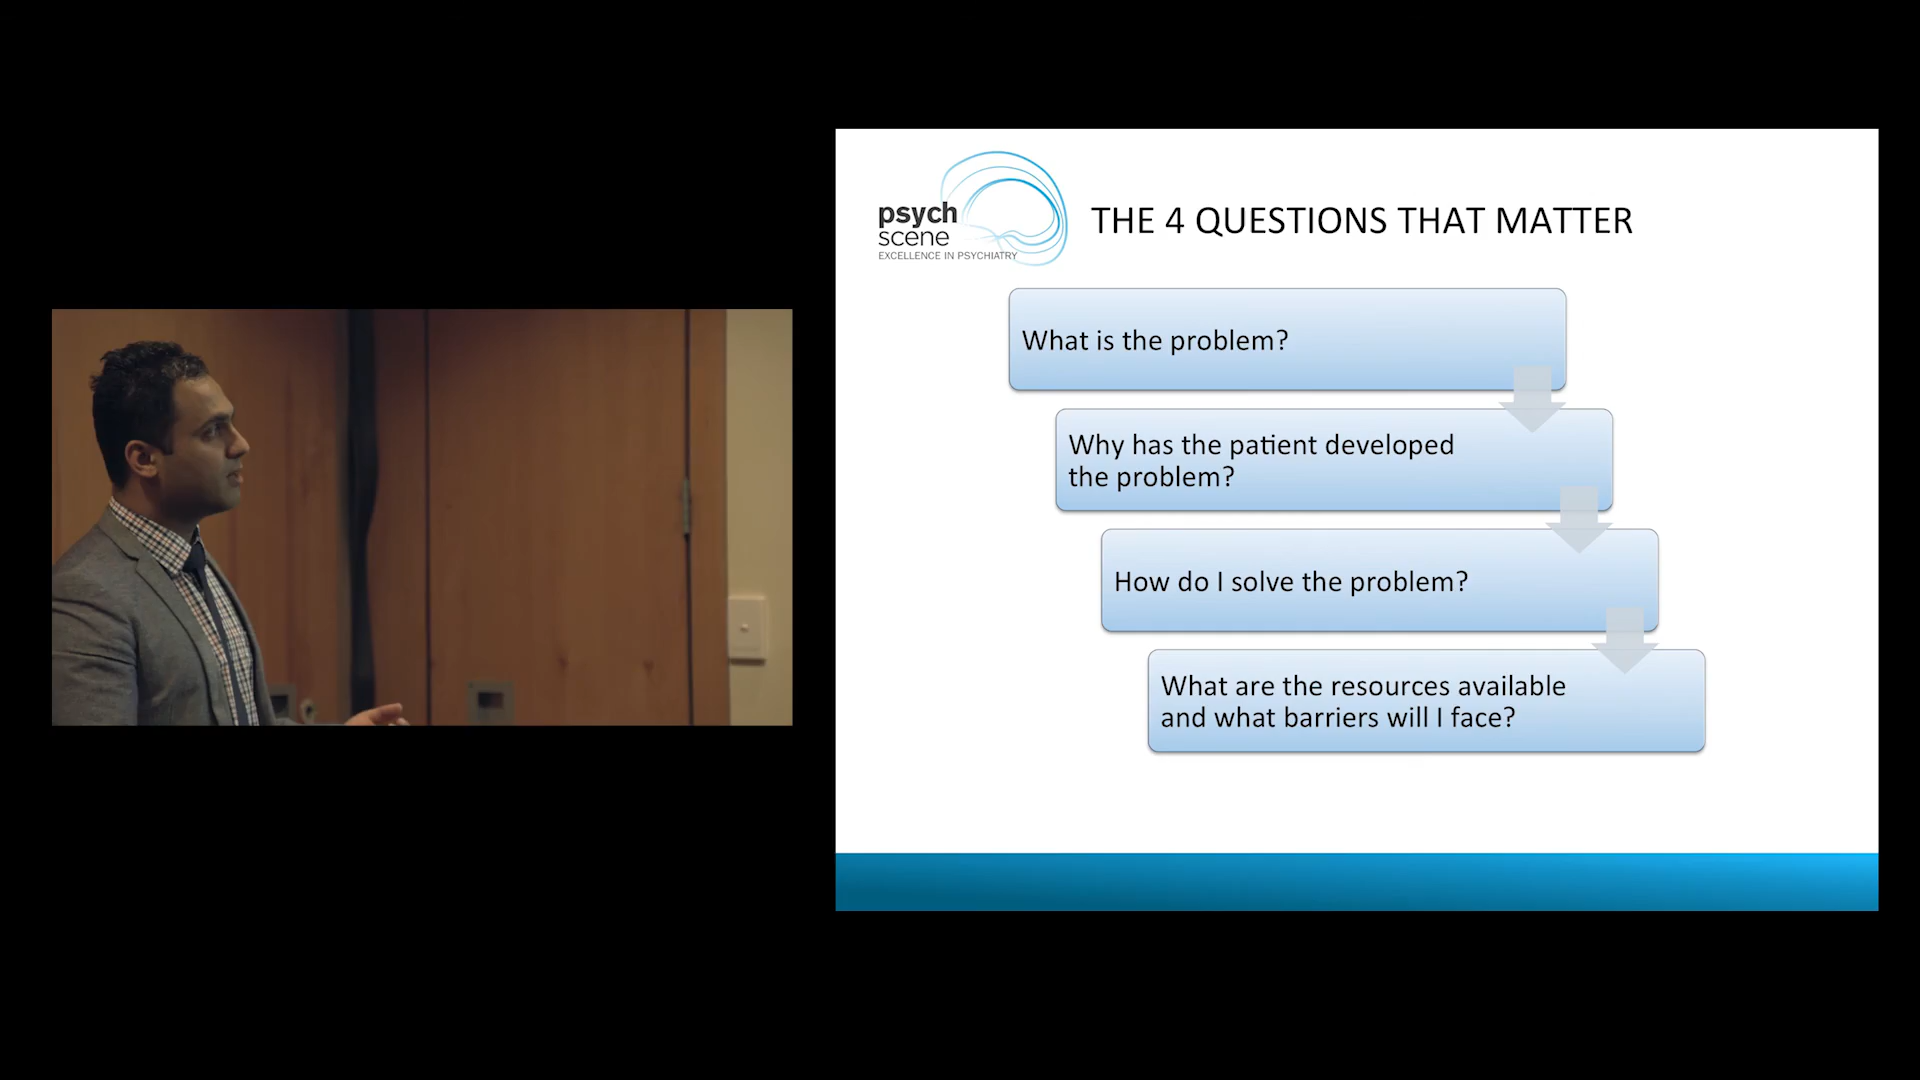 psych
scene
EXCELLENCE IN PSYCHIATRY
THE 4 QUESTIONS THAT MATTER
What is the problem?
Why has the patient developed
the problem?
How do I solve the problem?
What are the resources available
and what barriers will I face?